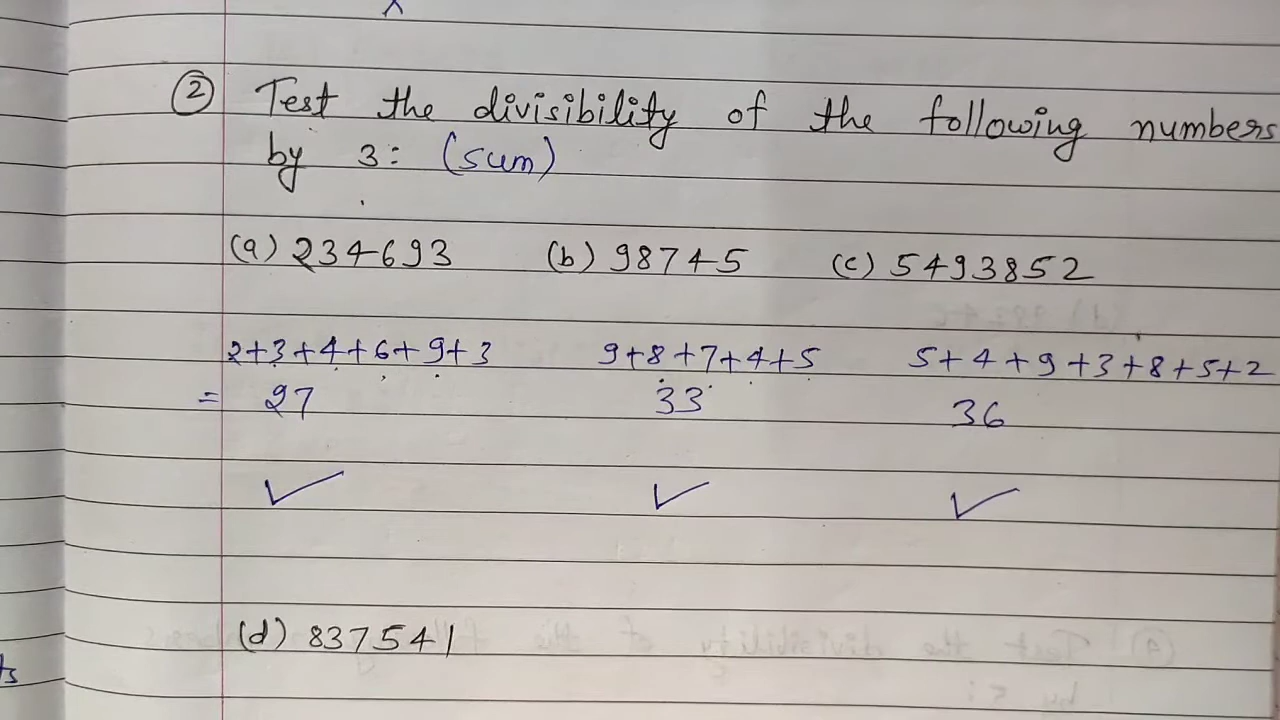 ② Test the divisibility of the following numbers
by 3: (sum)
(a) 234693 (b) 98745 (c) 5493852
2+3+4+6+9+3 9+8+7+4+5 5+4+9+3+8+5+2
= 27 33 36
✓ ✓ ✓
(d) 837541